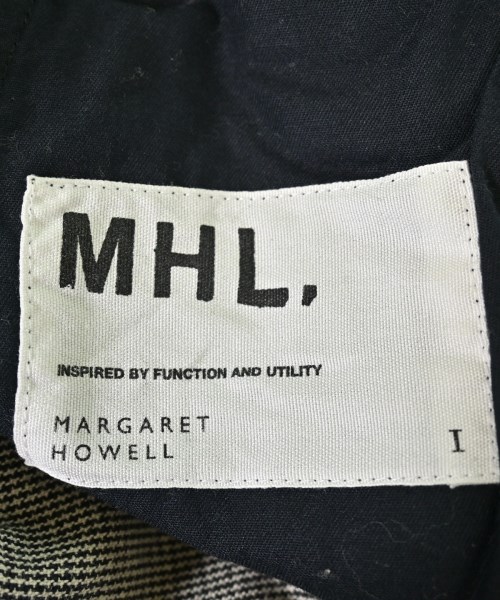 MHL.
INSPIRED BY FUNCTION AND UTILITY
MARGARET
HOWELL
I